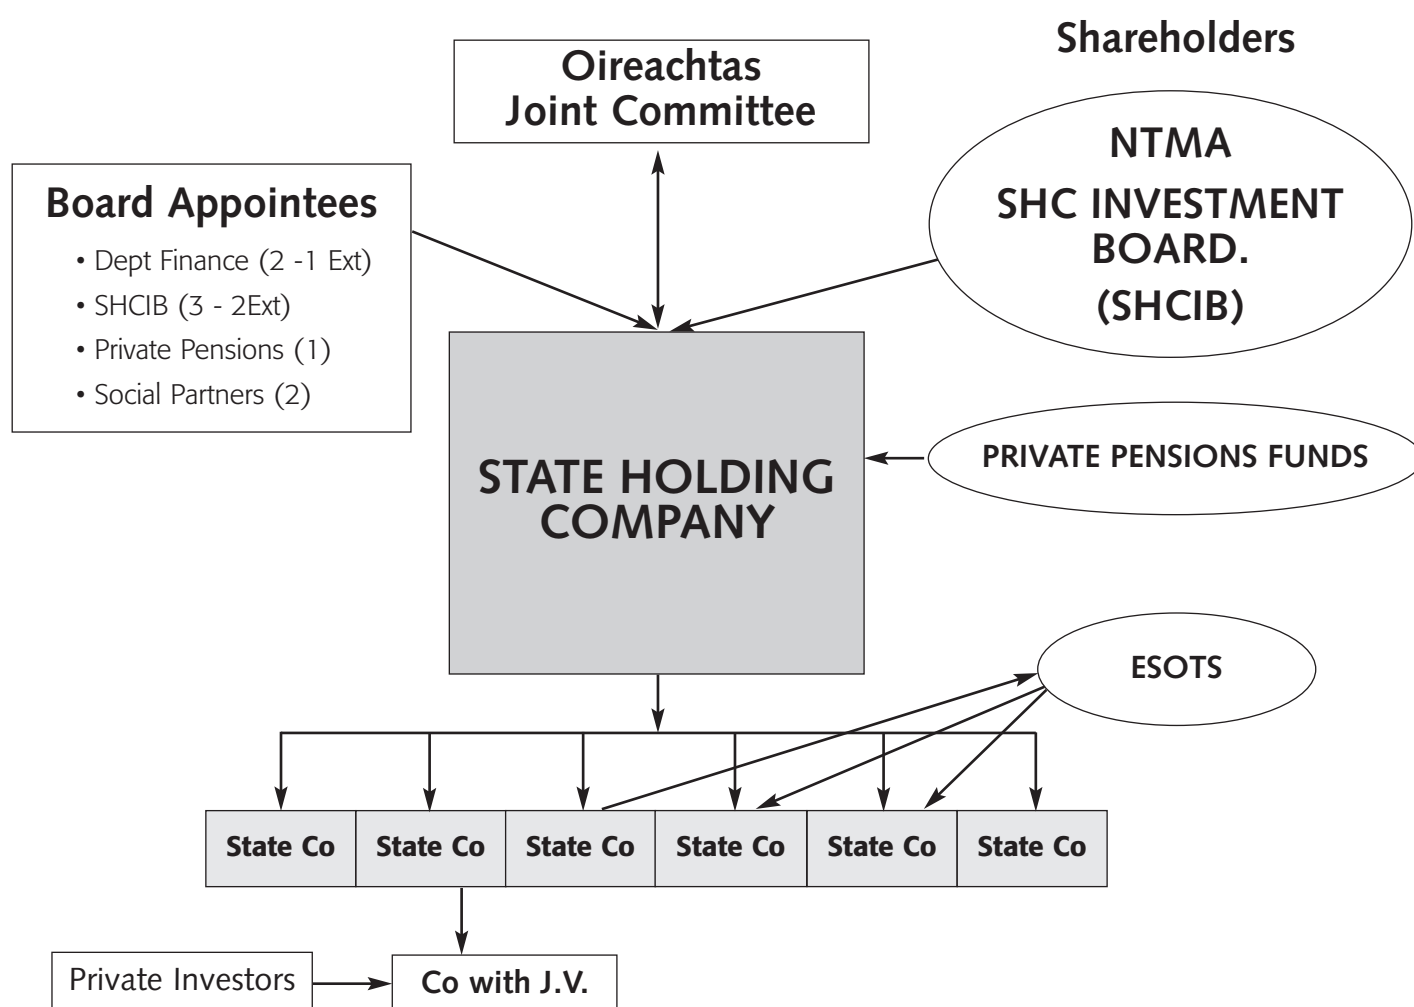 Shareholders
Oireachtas
Joint Committee
NTMA
SHC INVESTMENT
BOARD.
(SHCIB)
Board Appointees
• Dept Finance (2 -1 Ext)
• SHCIB (3 - 2Ext)
• Private Pensions (1)
• Social Partners (2)
STATE HOLDING
COMPANY
PRIVATE PENSIONS FUNDS
ESOTS
State Co
State Co
State Co
State Co
State Co
State Co
Private Investors
Co with J.V.